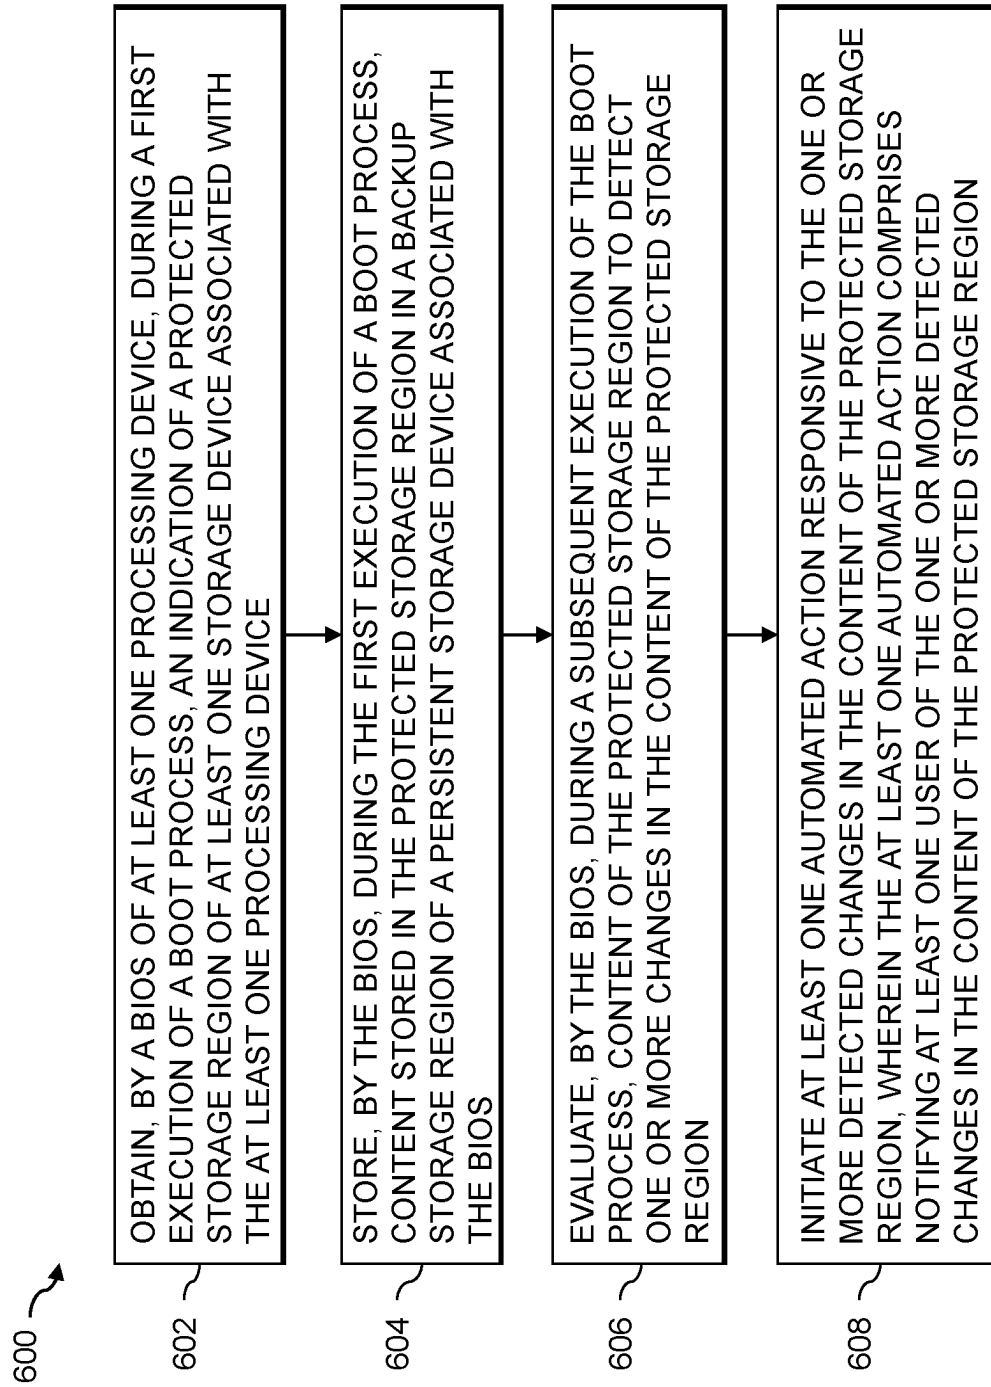 600
602
OBTAIN, BY A BIOS OF AT LEAST ONE PROCESSING DEVICE, DURING A FIRST
EXECUTION OF A BOOT PROCESS, AN INDICATION OF A PROTECTED
STORAGE REGION OF AT LEAST ONE STORAGE DEVICE ASSOCIATED WITH
THE AT LEAST ONE PROCESSING DEVICE
604
STORE, BY THE BIOS, DURING THE FIRST EXECUTION OF A BOOT PROCESS,
CONTENT STORED IN THE PROTECTED STORAGE REGION IN A BACKUP
STORAGE REGION OF A PERSISTENT STORAGE DEVICE ASSOCIATED WITH
THE BIOS
606
EVALUATE, BY THE BIOS, DURING A SUBSEQUENT EXECUTION OF THE BOOT
PROCESS, CONTENT OF THE PROTECTED STORAGE REGION TO DETECT
ONE OR MORE CHANGES IN THE CONTENT OF THE PROTECTED STORAGE
REGION
608
INITIATE AT LEAST ONE AUTOMATED ACTION RESPONSIVE TO THE ONE OR
MORE DETECTED CHANGES IN THE CONTENT OF THE PROTECTED STORAGE
REGION, WHEREIN THE AT LEAST ONE AUTOMATED ACTION COMPRISES
NOTIFYING AT LEAST ONE USER OF THE ONE OR MORE DETECTED
CHANGES IN THE CONTENT OF THE PROTECTED STORAGE REGION